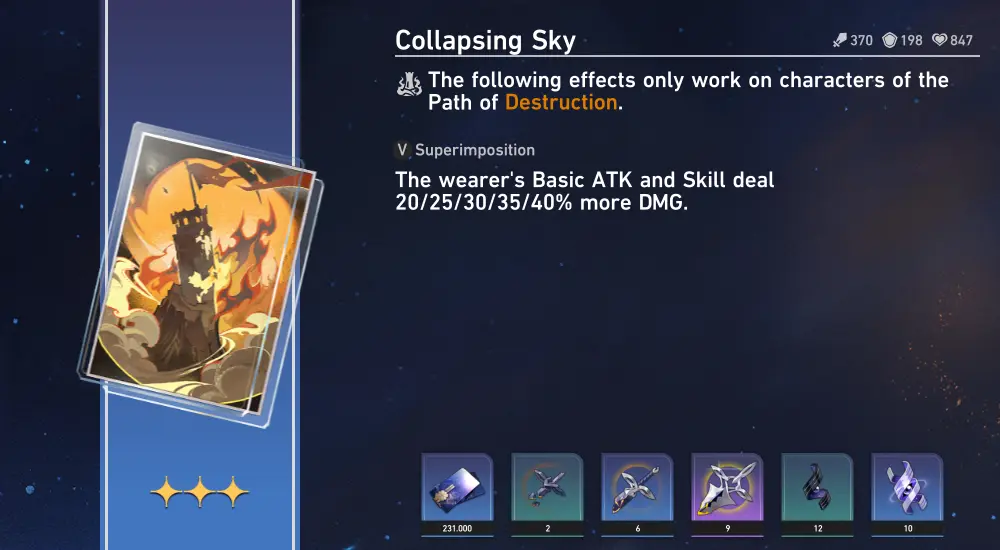 Collapsing Sky
370 198 847
The following effects only work on characters of the
Path of Destruction.
V Superimposition
The wearer's Basic ATK and Skill deal
20/25/30/35/40% more DMG.
231.000 2 6 9 12 10